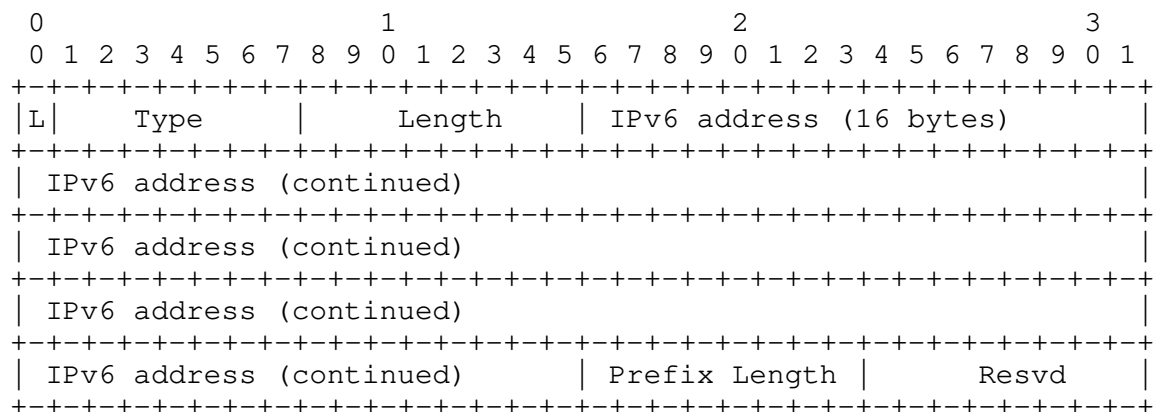 0                   1                   2                   3
 0 1 2 3 4 5 6 7 8 9 0 1 2 3 4 5 6 7 8 9 0 1 2 3 4 5 6 7 8 9 0 1
+-+-+-+-+-+-+-+-+-+-+-+-+-+-+-+-+-+-+-+-+-+-+-+-+-+-+-+-+-+-+-+-+
|L|    Type     |     Length    | IPv6 address (16 bytes)       |
+-+-+-+-+-+-+-+-+-+-+-+-+-+-+-+-+-+-+-+-+-+-+-+-+-+-+-+-+-+-+-+-+
| IPv6 address (continued)                                      |
+-+-+-+-+-+-+-+-+-+-+-+-+-+-+-+-+-+-+-+-+-+-+-+-+-+-+-+-+-+-+-+-+
| IPv6 address (continued)                                      |
+-+-+-+-+-+-+-+-+-+-+-+-+-+-+-+-+-+-+-+-+-+-+-+-+-+-+-+-+-+-+-+-+
| IPv6 address (continued)                                      |
+-+-+-+-+-+-+-+-+-+-+-+-+-+-+-+-+-+-+-+-+-+-+-+-+-+-+-+-+-+-+-+-+
| IPv6 address (continued)      | Prefix Length |      Resvd    |
+-+-+-+-+-+-+-+-+-+-+-+-+-+-+-+-+-+-+-+-+-+-+-+-+-+-+-+-+-+-+-+-+